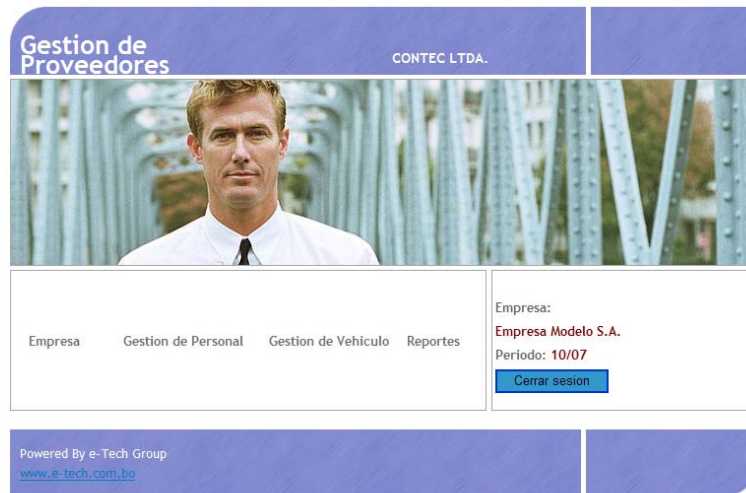 Gestion de
Proveedores
CONTEC LTDA.
Empresa
Gestion de Personal
Gestion de Vehiculo
Reportes
Empresa:
Empresa Modelo S.A.
Periodo: 10/07
Cerrar sesion
Powered By e-Tech Group
www.e-tech.com.bo